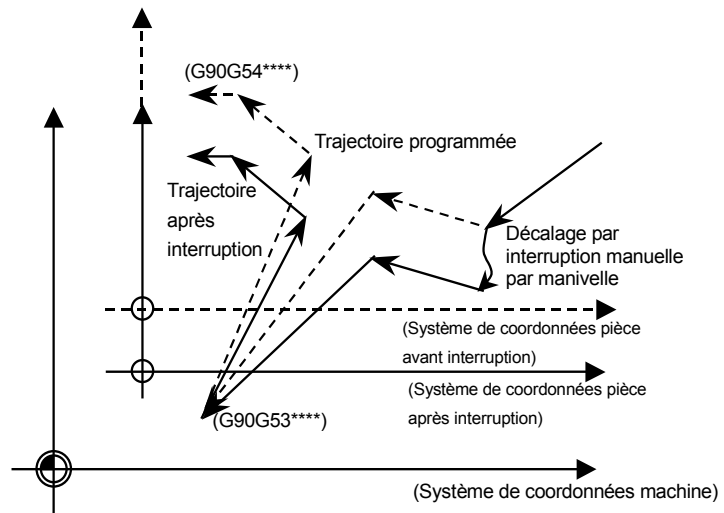 (G90G54****)
Trajectoire programmée
Trajectoire
après
interruption
Décalage par
interruption manuelle
par manivelle
(Système de coordonnées pièce
avant interruption)
(Système de coordonnées pièce
après interruption)
(G90G53****)
(Système de coordonnées machine)